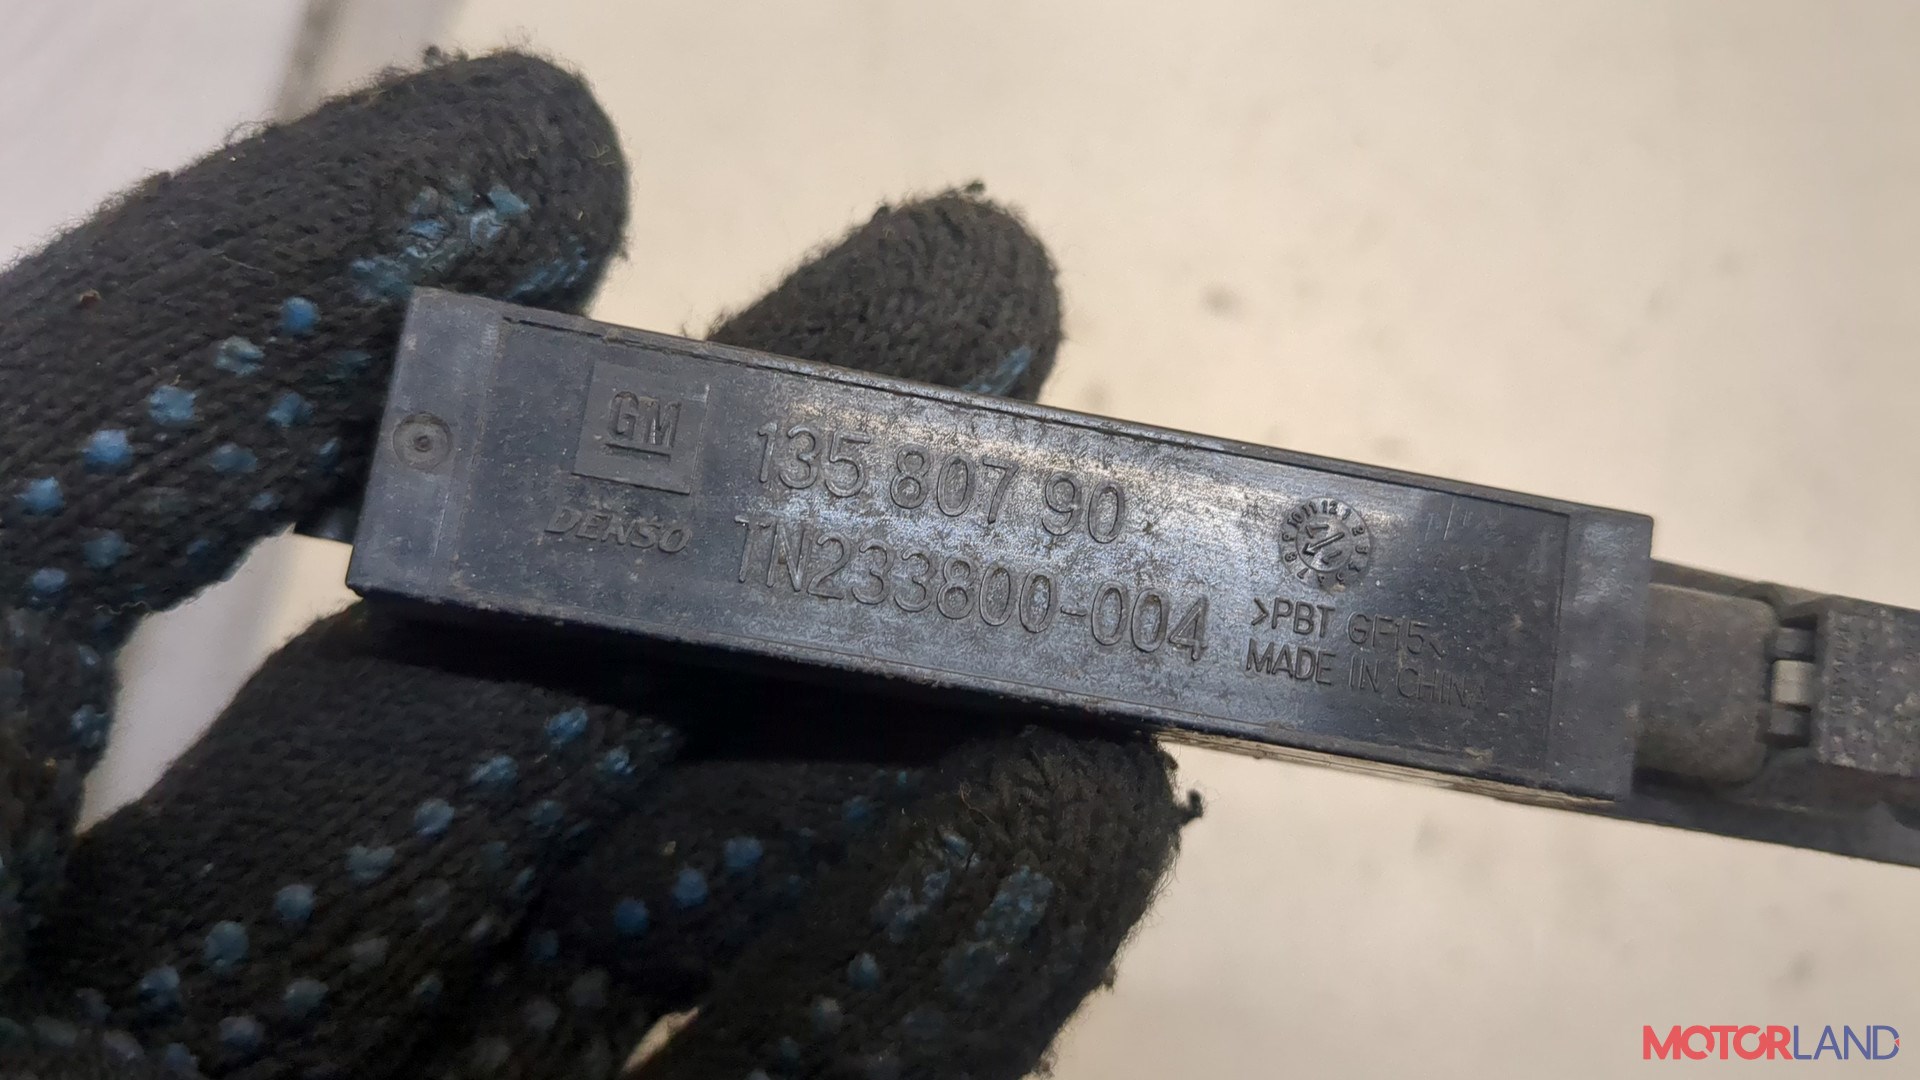 GM
135 807 90
DENSO
TN233800-004
>PBT GF15<
MADE IN CHINA
MOTORLAND